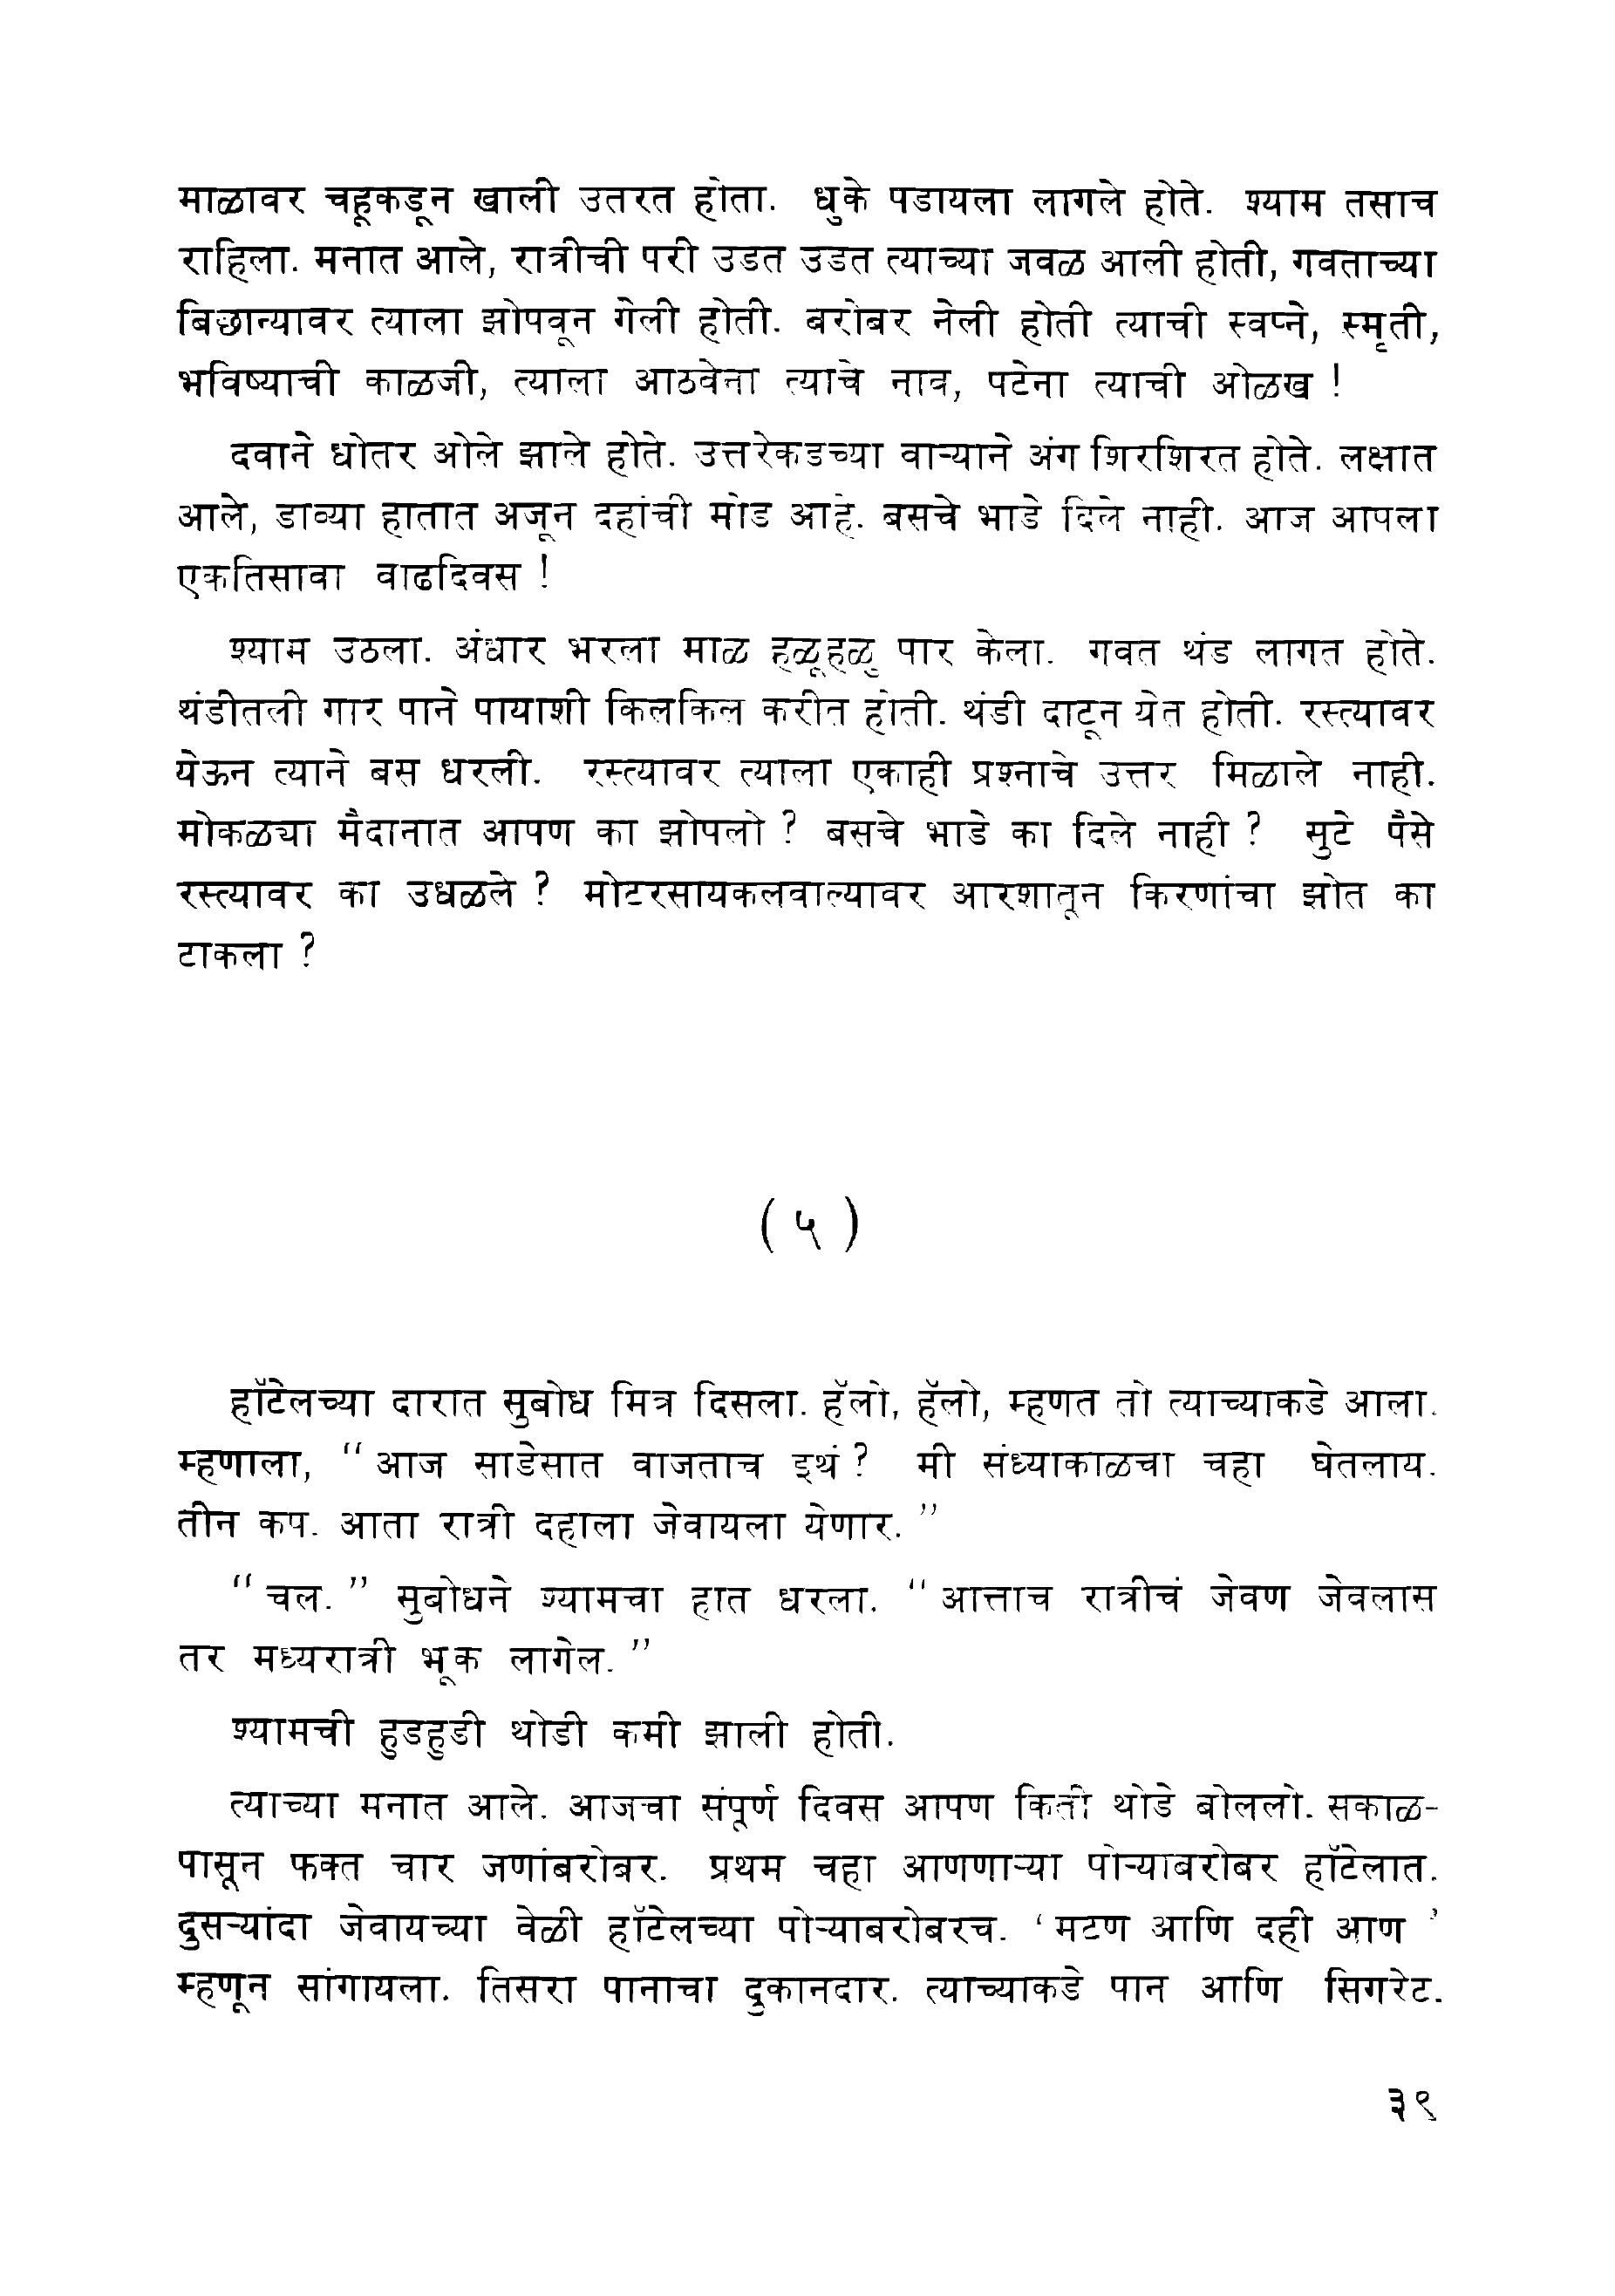 माळावर चहूकडून खाली उतरत होता. धुके पडायला लागले होते. श्याम तसाच
राहिला. मनात आले, रात्रीची परी उडत उडत त्याच्या जवळ आली होती, गवताच्या
बिछान्यावर त्याला झोपवून गेली होती. बरोबर नेली होती त्याची स्वप्ने, स्मृती,
भविष्याची काळजी, त्याला आठवेना त्याचे नाव, पटेना त्याची ओळख !
दवाने धोतर ओले झाले होते. उत्तरेकडच्या वाऱ्याने अंग शिरशिरत होते. लक्षात
आले, डाव्या हातात अजून दहांची मोड आहे. बसचे भाडे दिले नाही. आज आपला
एकतिसावा वाढदिवस !
श्याम उठला. अंधार भरला माळ हळूहळु पार केला. गवत थंड लागत होते.
थंडीतली गार पाने पायाशी किलकिल करीत होती. थंडी दाटून येत होती. रस्त्यावर
येऊन त्याने बस धरली. रस्त्यावर त्याला एकाही प्रश्नाचे उत्तर मिळाले नाही.
मोकळ्या मैदानात आपण का झोपलो ? बसचे भाडे का दिले नाही ? सुटे पैसे
रस्त्यावर का उधळले ? मोटरसायकलवाल्यावर आरशातून किरणांचा झोत का
टाकला ?
( ५ )
हॉटेलच्या दारात सुबोध मित्र दिसला. हॅलो, हॅलो, म्हणत तो त्याच्याकडे आला.
म्हणाला, “ आज साडेसात वाजताच इथं ? मी संध्याकाळचा चहा घेतलाय.
तीन कप. आता रात्री दहाला जेवायला येणार. ”
“ चल. ” सुबोधने श्यामचा हात धरला. “ आत्ताच रात्रीचं जेवण जेवलास
तर मध्यरात्री भूक लागेल. ”
श्यामची हुडहुडी थोडी कमी झाली होती.
त्याच्या मनात आले. आजचा संपूर्ण दिवस आपण किती थोडे बोललो. सकाळ-
पासून फक्त चार जणांबरोबर. प्रथम चहा आणणाऱ्या पोऱ्याबरोबर हॉटेलात.
दुसऱ्यांदा जेवायच्या वेळी हॉटेलच्या पोऱ्याबरोबरच. ‘ मटण आणि दही आण ’
म्हणून सांगायला. तिसरा पानाचा दुकानदार. त्याच्याकडे पान आणि सिगरेट.
३९